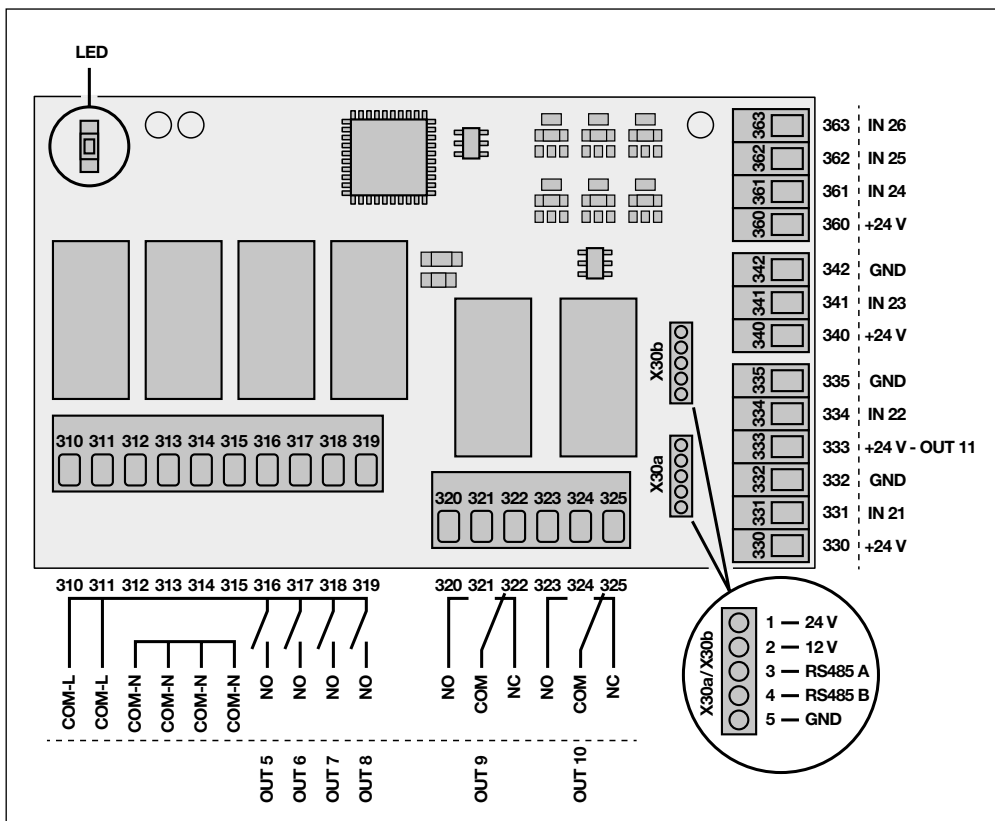 LED
363 363 IN 26
362 362 IN 25
361 361 IN 24
360 360 +24 V
342 342 GND
341 341 IN 23
340 340 +24 V
335 335 GND
334 334 IN 22
333 333 +24 V - OUT 11
332 332 GND
331 331 IN 21
330 330 +24 V
X30b
X30a
310 311 312 313 314 315 316 317 318 319
320 321 322 323 324 325
310 311 312 313 314 315 316 317 318 319
320 321 322 323 324 325
COM-L COM-L COM-N COM-N COM-N COM-N NO NO NO NO
NO COM NC NO COM NC
OUT 5 OUT 6 OUT 7 OUT 8 OUT 9 OUT 10
X30a/X30b
1 — 24 V
2 — 12 V
3 — RS485 A
4 — RS485 B
5 — GND